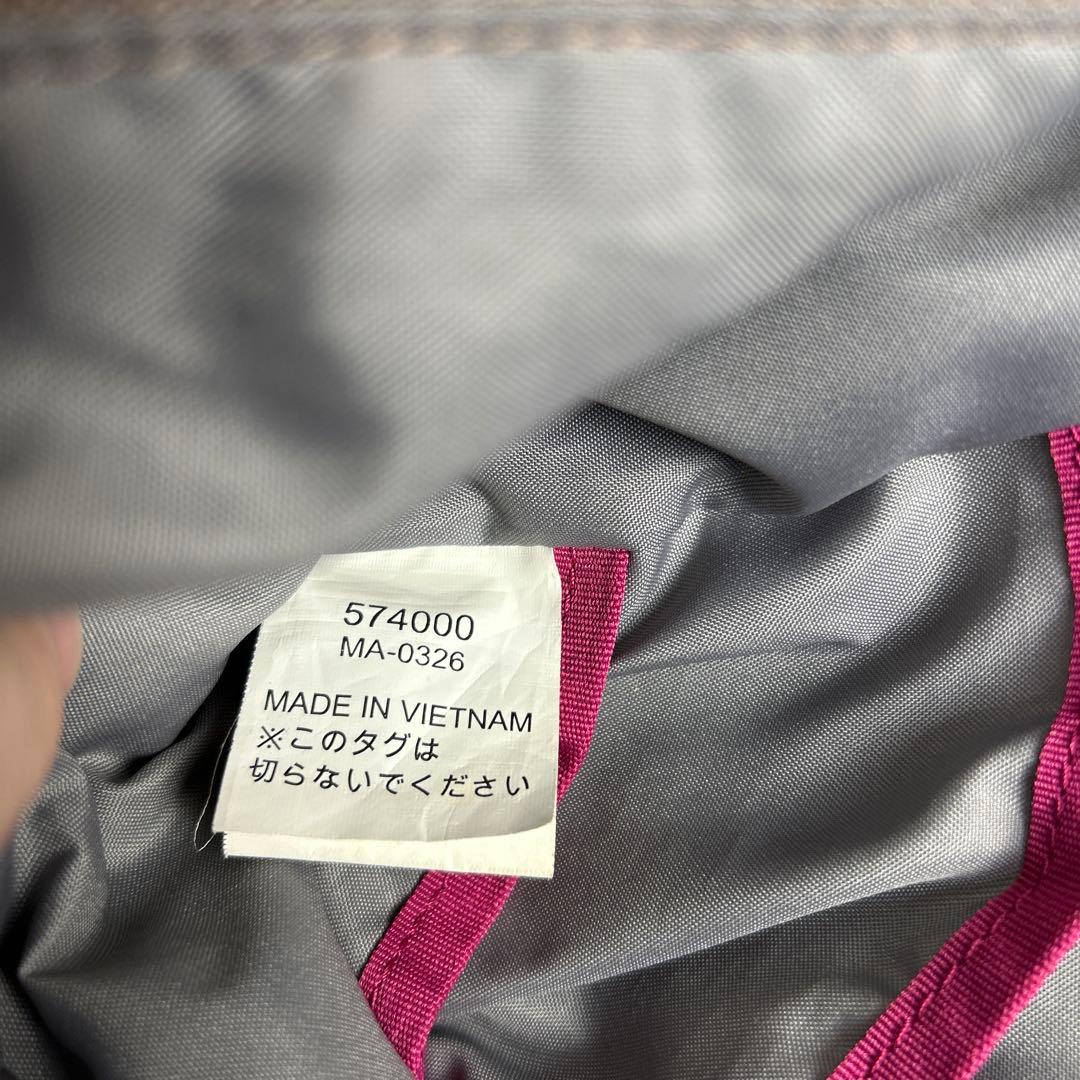 574000
MA-0326
MADE IN VIETNAM
※このタグは
切らないでください